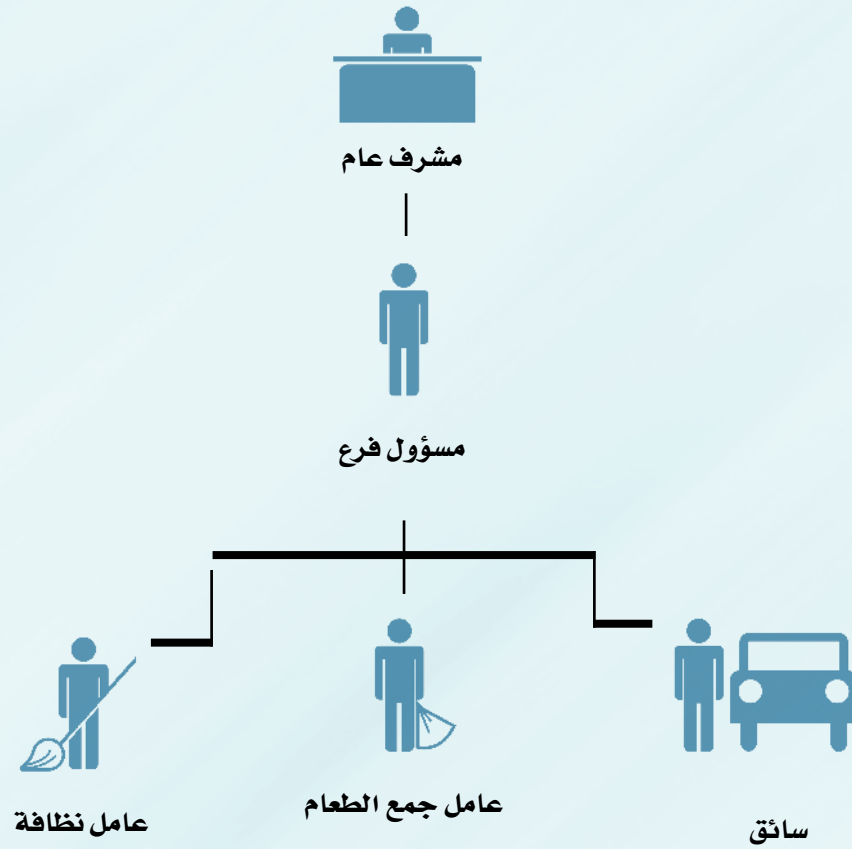 مشرف عام
مسؤول فرع
سائق
عامل جمع الطعام
عامل نظافة